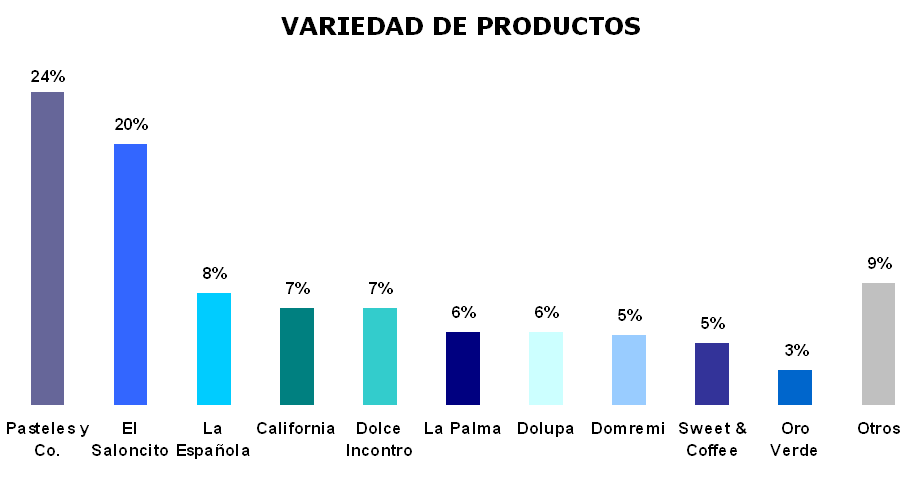 VARIEDAD DE PRODUCTOS
24%
20%
8%
7%
7%
6%
6%
5%
5%
3%
9%
Pasteles y
Co.
El
Saloncito
La
Española
California
Dolce
Incontro
La Palma
Dolupa
Domremi
Sweet &
Coffee
Oro
Verde
Otros